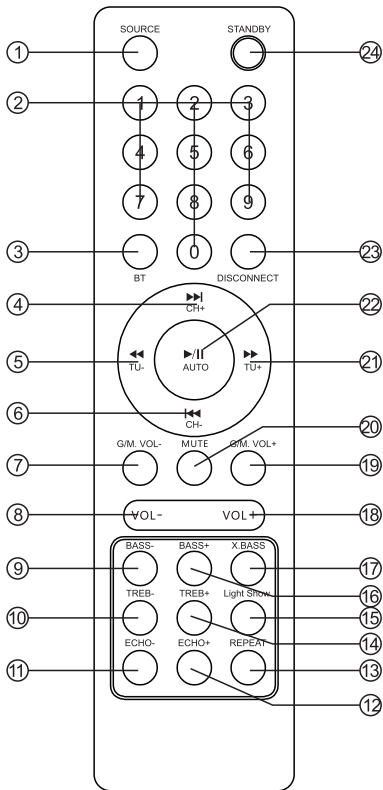 SOURCE STANDBY
1 24
2 1 2 3
4 5 6
7 8 9
3 0 23
BT DISCONNECT
4 ▶▶| 22
CH+
5 ◀◀ ▶/|| ▶▶ 21
TU- AUTO TU+
6 |◀◀ 20
CH-
G/M. VOL- MUTE G/M. VOL+
7 19
8 VOL- VOL+ 18
BASS- BASS+ X.BASS
9 17
16
TREB- TREB+ Light Show
10 15
14
ECHO- ECHO+ REPEAT
11 13
12